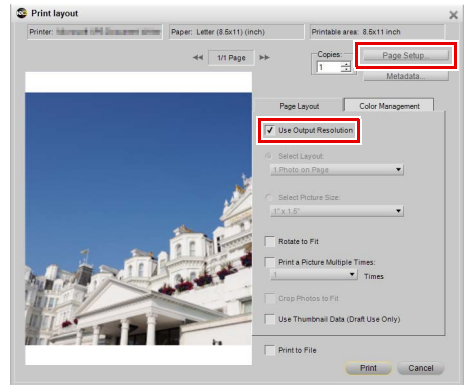 Print layout
Printer:
Paper: Letter (8.5x11) (inch)
Printable area: 8.5x11 inch
1/1 Page
Copies:
1
Page Setup...
Metadata...
Page Layout
Color Management
Use Output Resolution
Select Layout:
1 Photo on Page
Select Picture Size:
1" x 1.5"
Rotate to Fit
Print a Picture Multiple Times:
1
Times
Crop Photos to Fit
Use Thumbnail Data (Draft Use Only)
Print to File
Print
Cancel